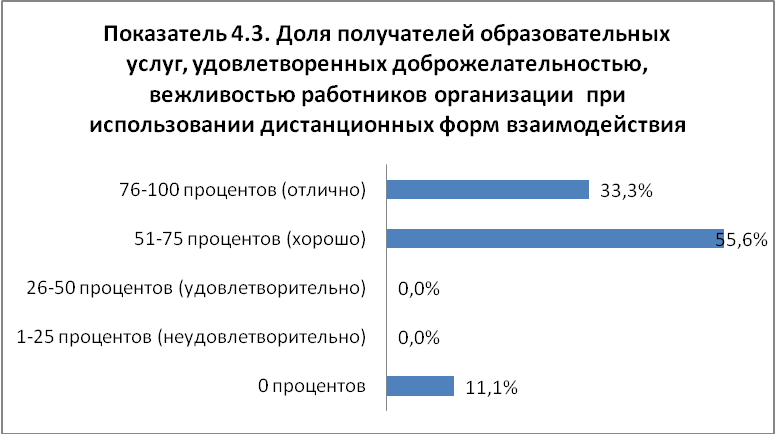 Показатель 4.3. Доля получателей образовательных
услуг, удовлетворенных доброжелательностью,
вежливостью работников организации при
использовании дистанционных форм взаимодействия
76-100 процентов (отлично) 33,3%
51-75 процентов (хорошо) 55,6%
26-50 процентов (удовлетворительно) 0,0%
1-25 процентов (неудовлетворительно) 0,0%
0 процентов 11,1%